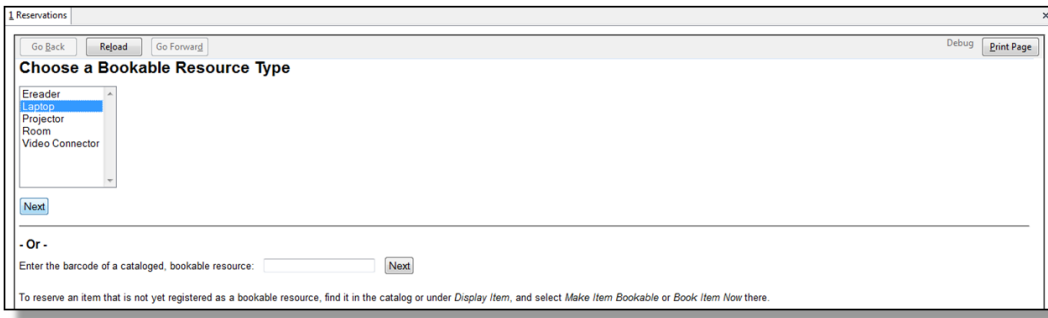 1 Reservations
Go Back Reload Go Forward Debug Print Page
Choose a Bookable Resource Type
Ereader
Laptop
Projector
Room
Video Connector
Next
- Or -
Enter the barcode of a cataloged, bookable resource: Next
To reserve an item that is not yet registered as a bookable resource, find it in the catalog or under Display Item, and select Make Item Bookable or Book Item Now there.